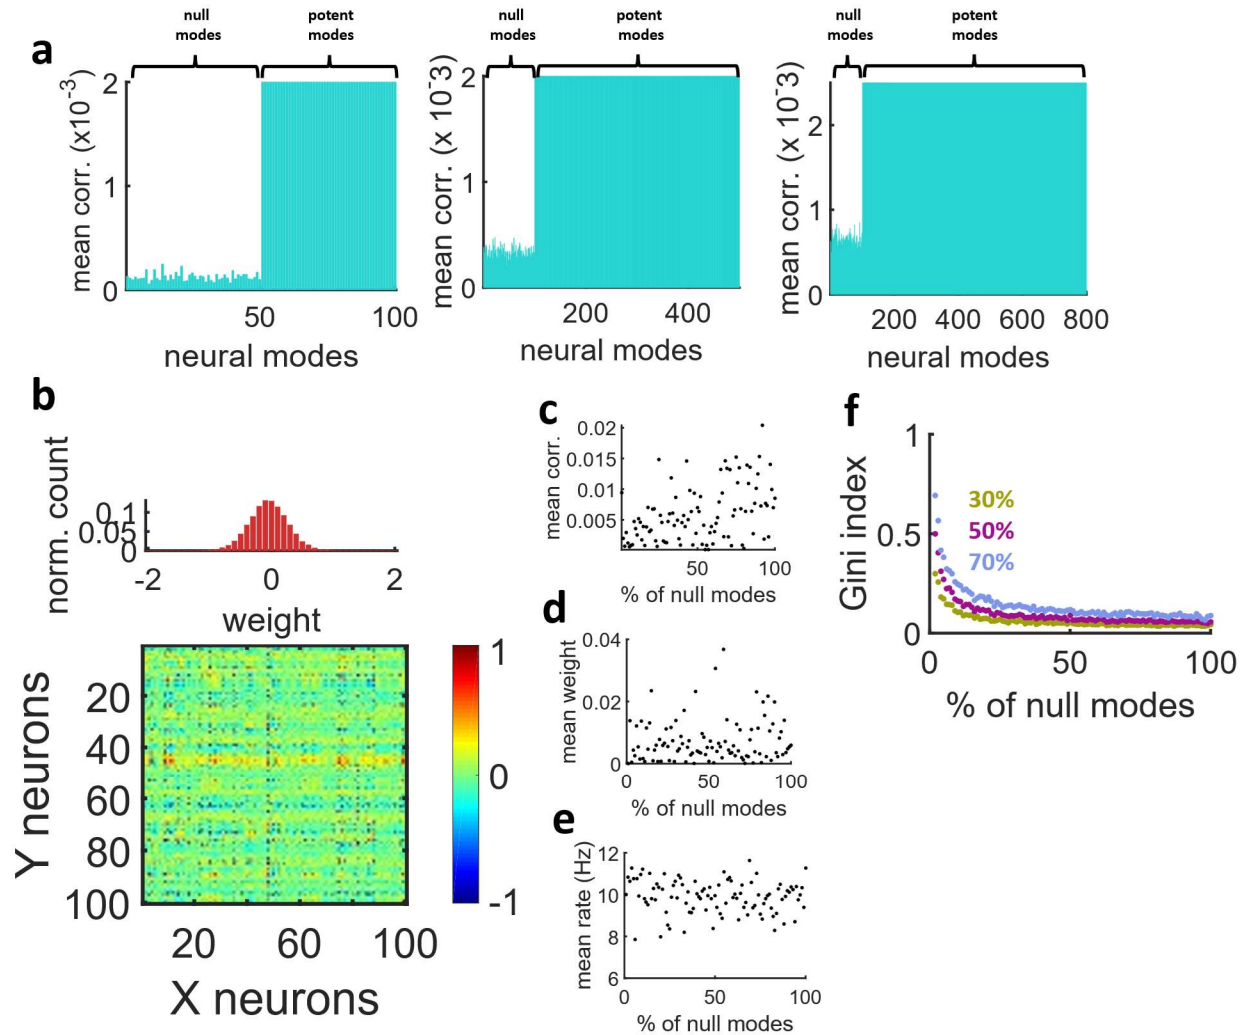 a
null modes
potent modes
mean corr. (x10-3)
2
1
0
50
100
neural modes
null modes
potent modes
mean corr. (x 10-3)
2
1
0
200
400
neural modes
null modes
potent modes
mean corr. (x 10-3)
2
1
0
200
400
600
800
neural modes
b
norm. count
0.1
0.05
0
-2
0
2
weight
Y neurons
20
40
60
80
100
20
60
100
X neurons
1
0
-1
c
mean corr.
0.02
0.015
0.01
0.005
50
100
% of null modes
d
mean weight
0.04
0.02
0
0
50
100
% of null modes
e
mean rate (Hz)
12
10
8
6
0
50
100
% of null modes
f
Gini index
1
0.5
0
30%
50%
70%
0
50
100
% of null modes